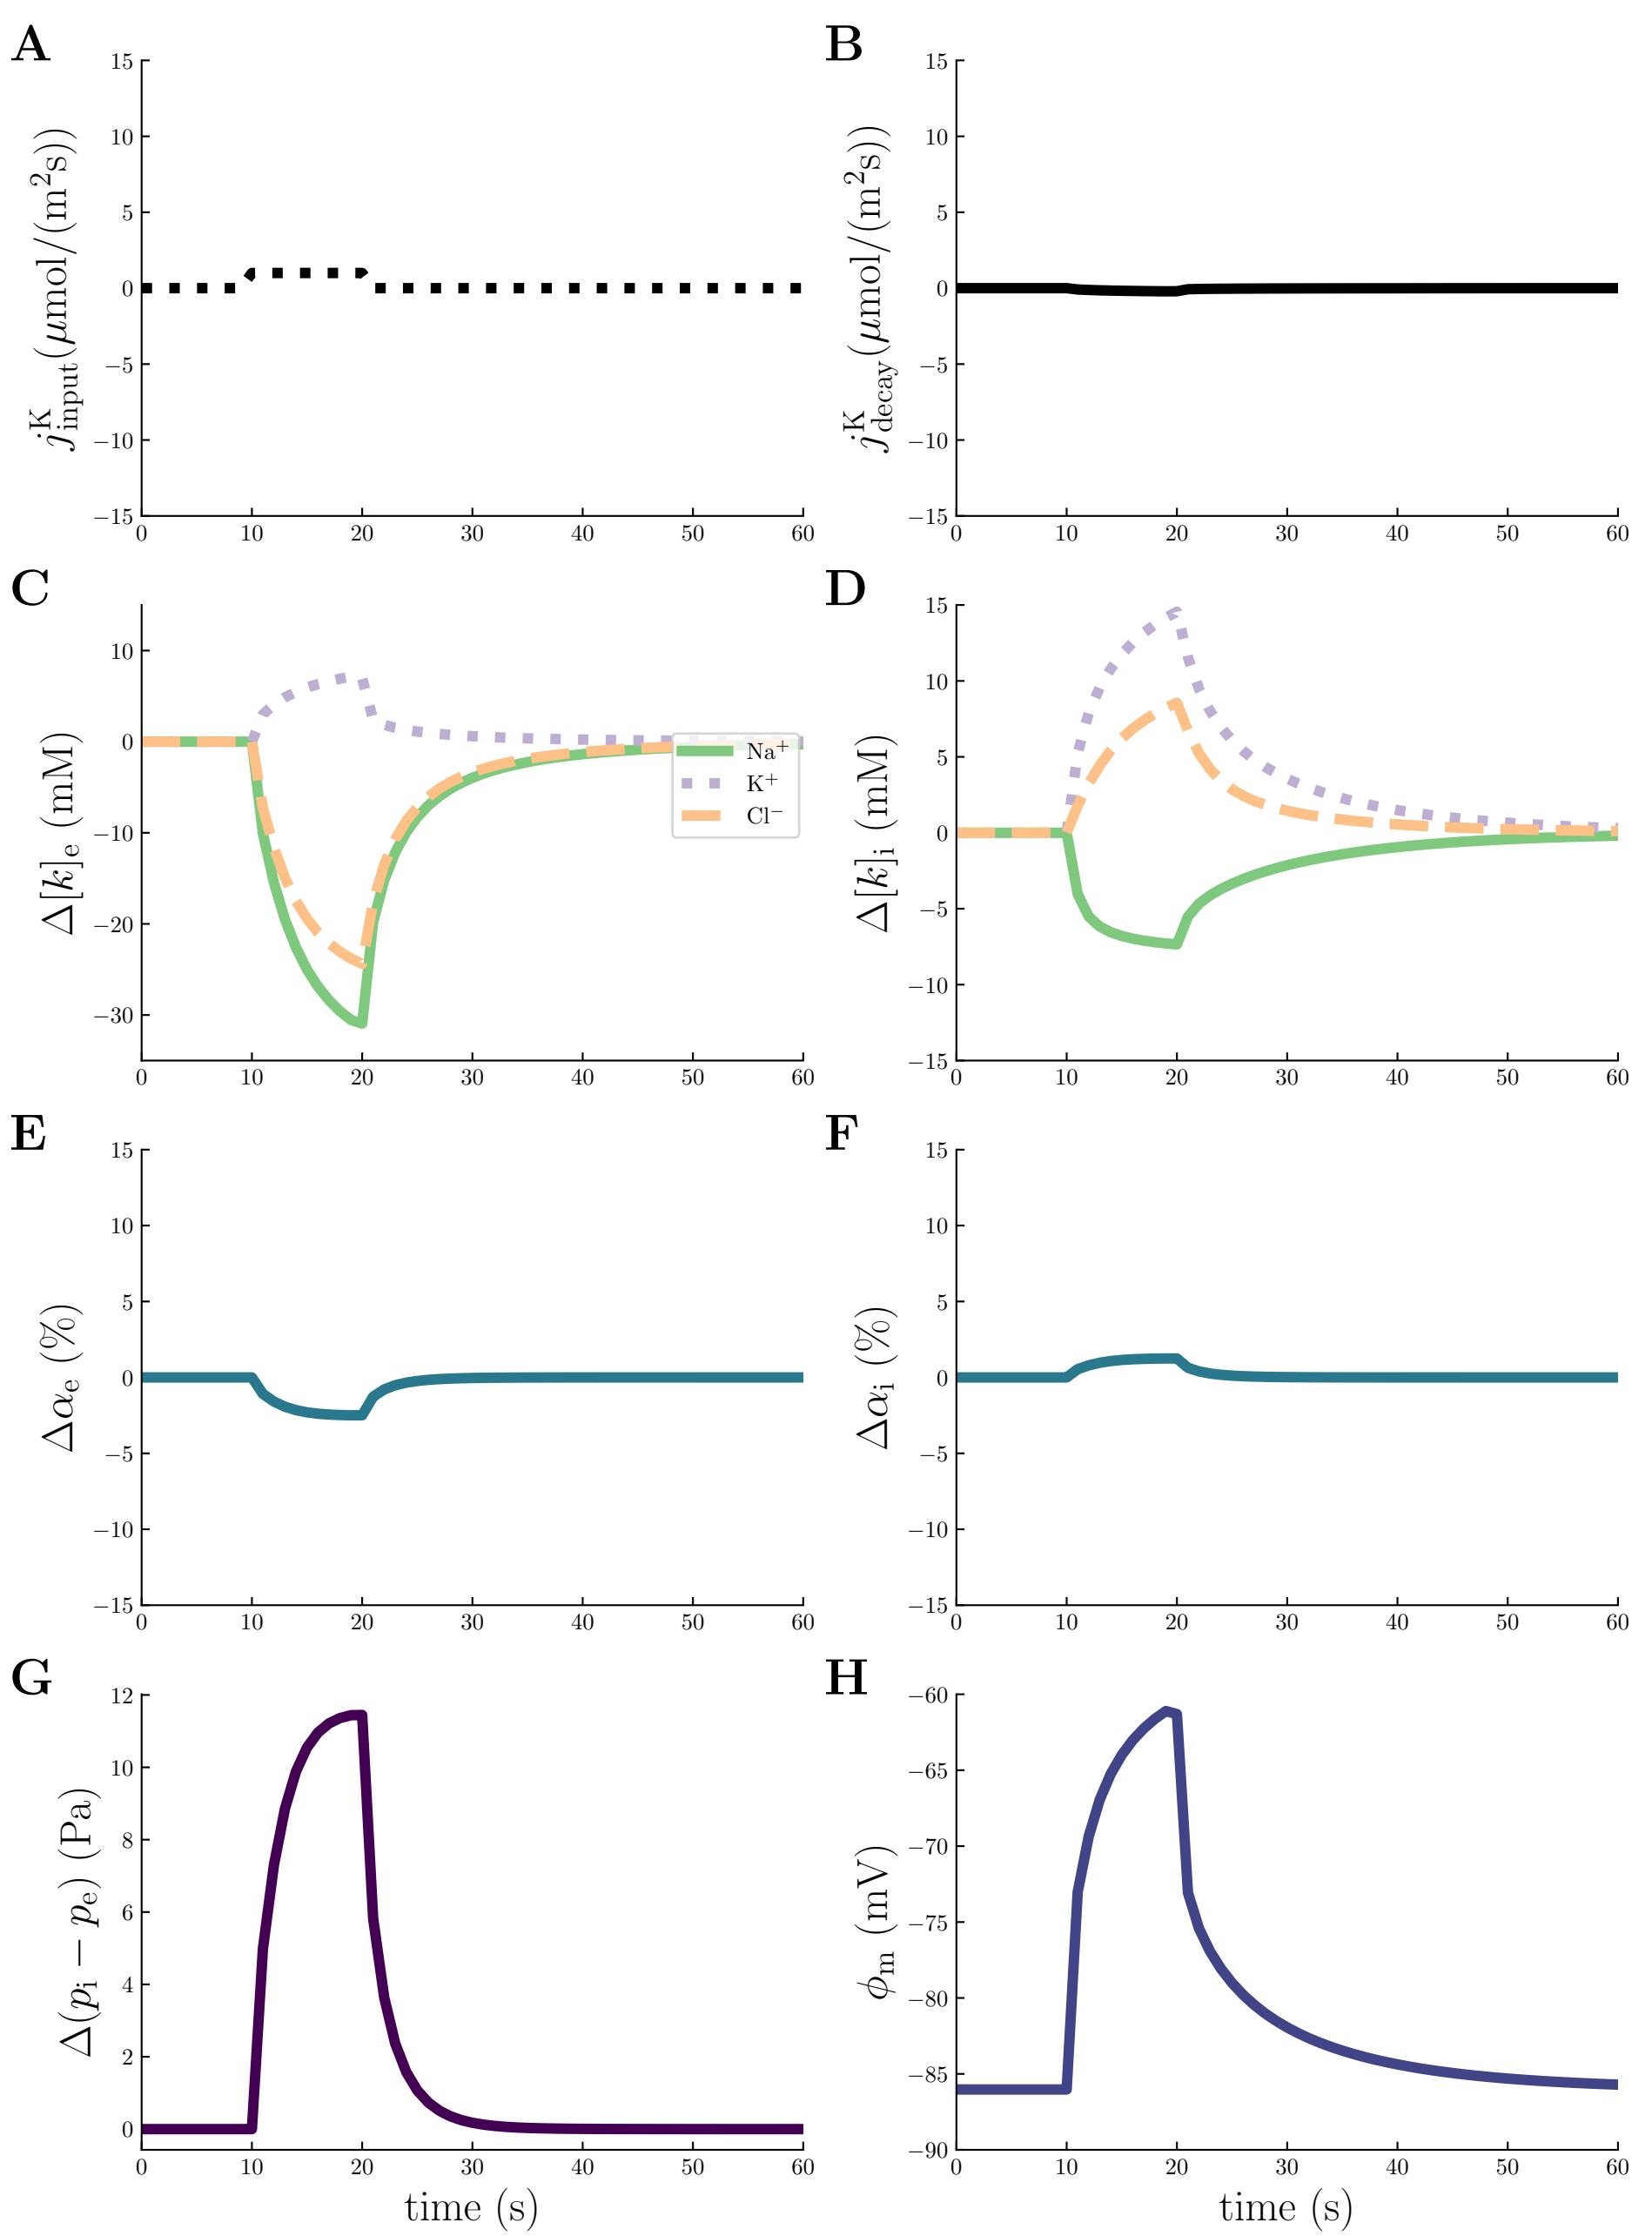 A
15
10
5
0
−5
−10
−15
0 10 20 30 40 50 60
j^K_input(μmol/(m²s))
B
15
10
5
0
−5
−10
−15
0 10 20 30 40 50 60
j^K_decay(μmol/(m²s))
C
10
0
−10
−20
−30
0 10 20 30 40 50 60
Δ[k]_e (mM)
Na⁺
K⁺
Cl⁻
D
15
10
5
0
−5
−10
−15
0 10 20 30 40 50 60
Δ[k]_i (mM)
E
15
10
5
0
−5
−10
−15
0 10 20 30 40 50 60
Δα_e (%)
F
15
10
5
0
−5
−10
−15
0 10 20 30 40 50 60
Δα_i (%)
G
12
10
8
6
4
2
0
0 10 20 30 40 50 60
Δ(p_i − p_e) (Pa)
time (s)
H
−60
−65
−70
−75
−80
−85
−90
0 10 20 30 40 50 60
ϕ_m (mV)
time (s)